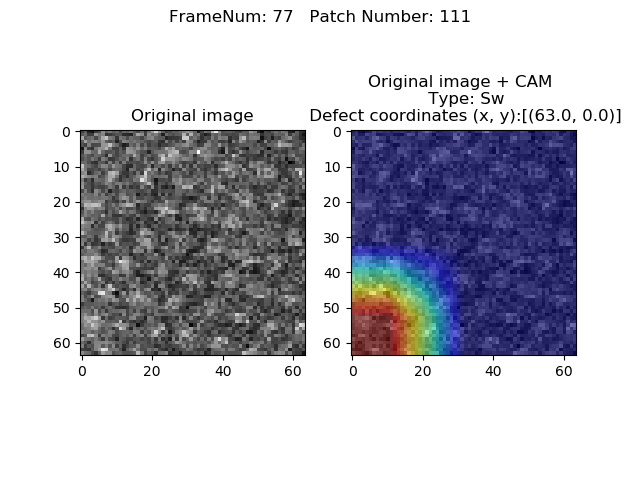 FrameNum: 77   Patch Number: 111
Original image
0
10
20
30
40
50
60
0 20 40 60
Original image + CAM
Type: Sw
Defect coordinates (x, y):[(63.0, 0.0)]
0
10
20
30
40
50
60
0 20 40 60